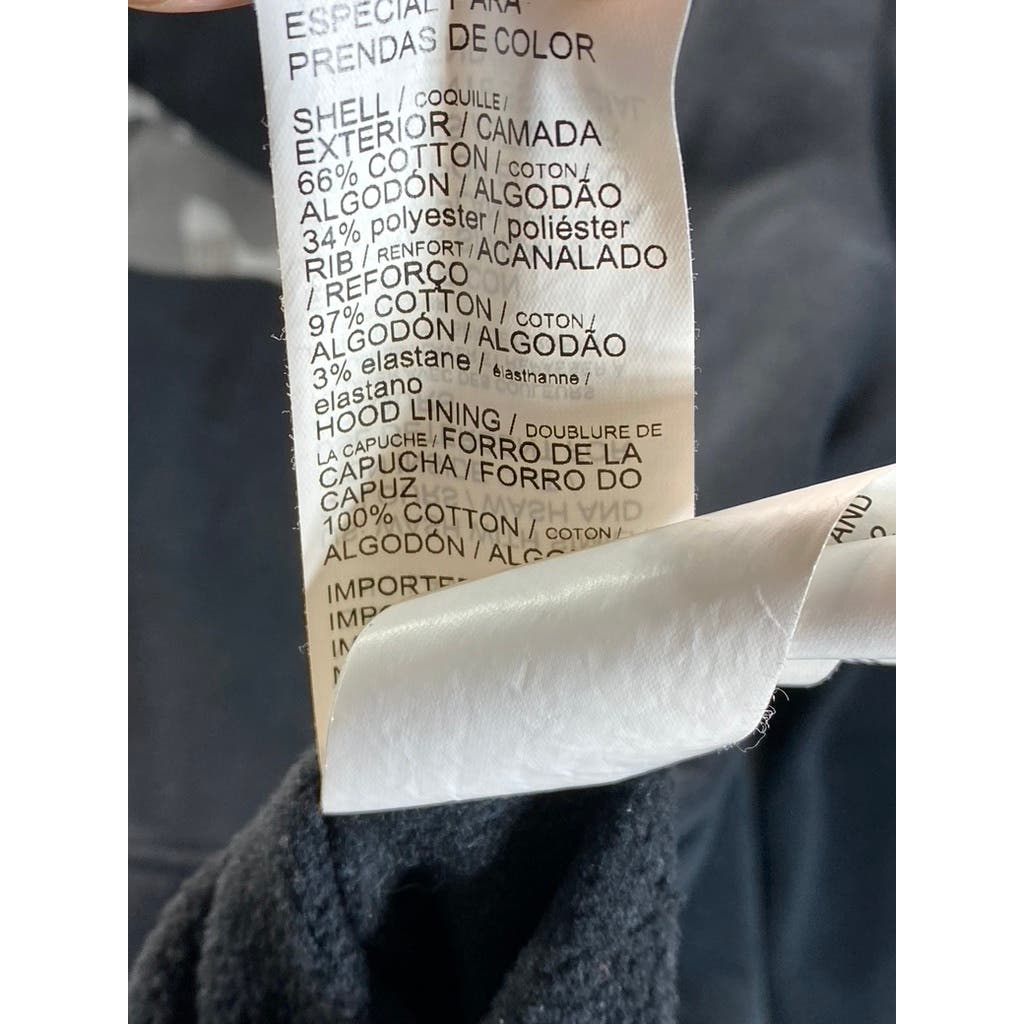 ESPECIAL PARA
PRENDAS DE COLOR
SHELL / COQUILLE /
EXTERIOR / CAMADA
66% COTTON / COTON /
ALGODÓN / ALGODÃO
34% polyester / poliéster
RIB / RENFORT / ACANALADO
/ REFORÇO
97% COTTON / COTON /
ALGODÓN / ALGODÃO
3% elastane / élasthanne /
elastano
HOOD LINING / DOUBLURE DE
LA CAPUCHE / FORRO DE LA
CAPUCHA / FORRO DO
CAPUZ
100% COTTON / COTON /
ALGODÓN /
AND